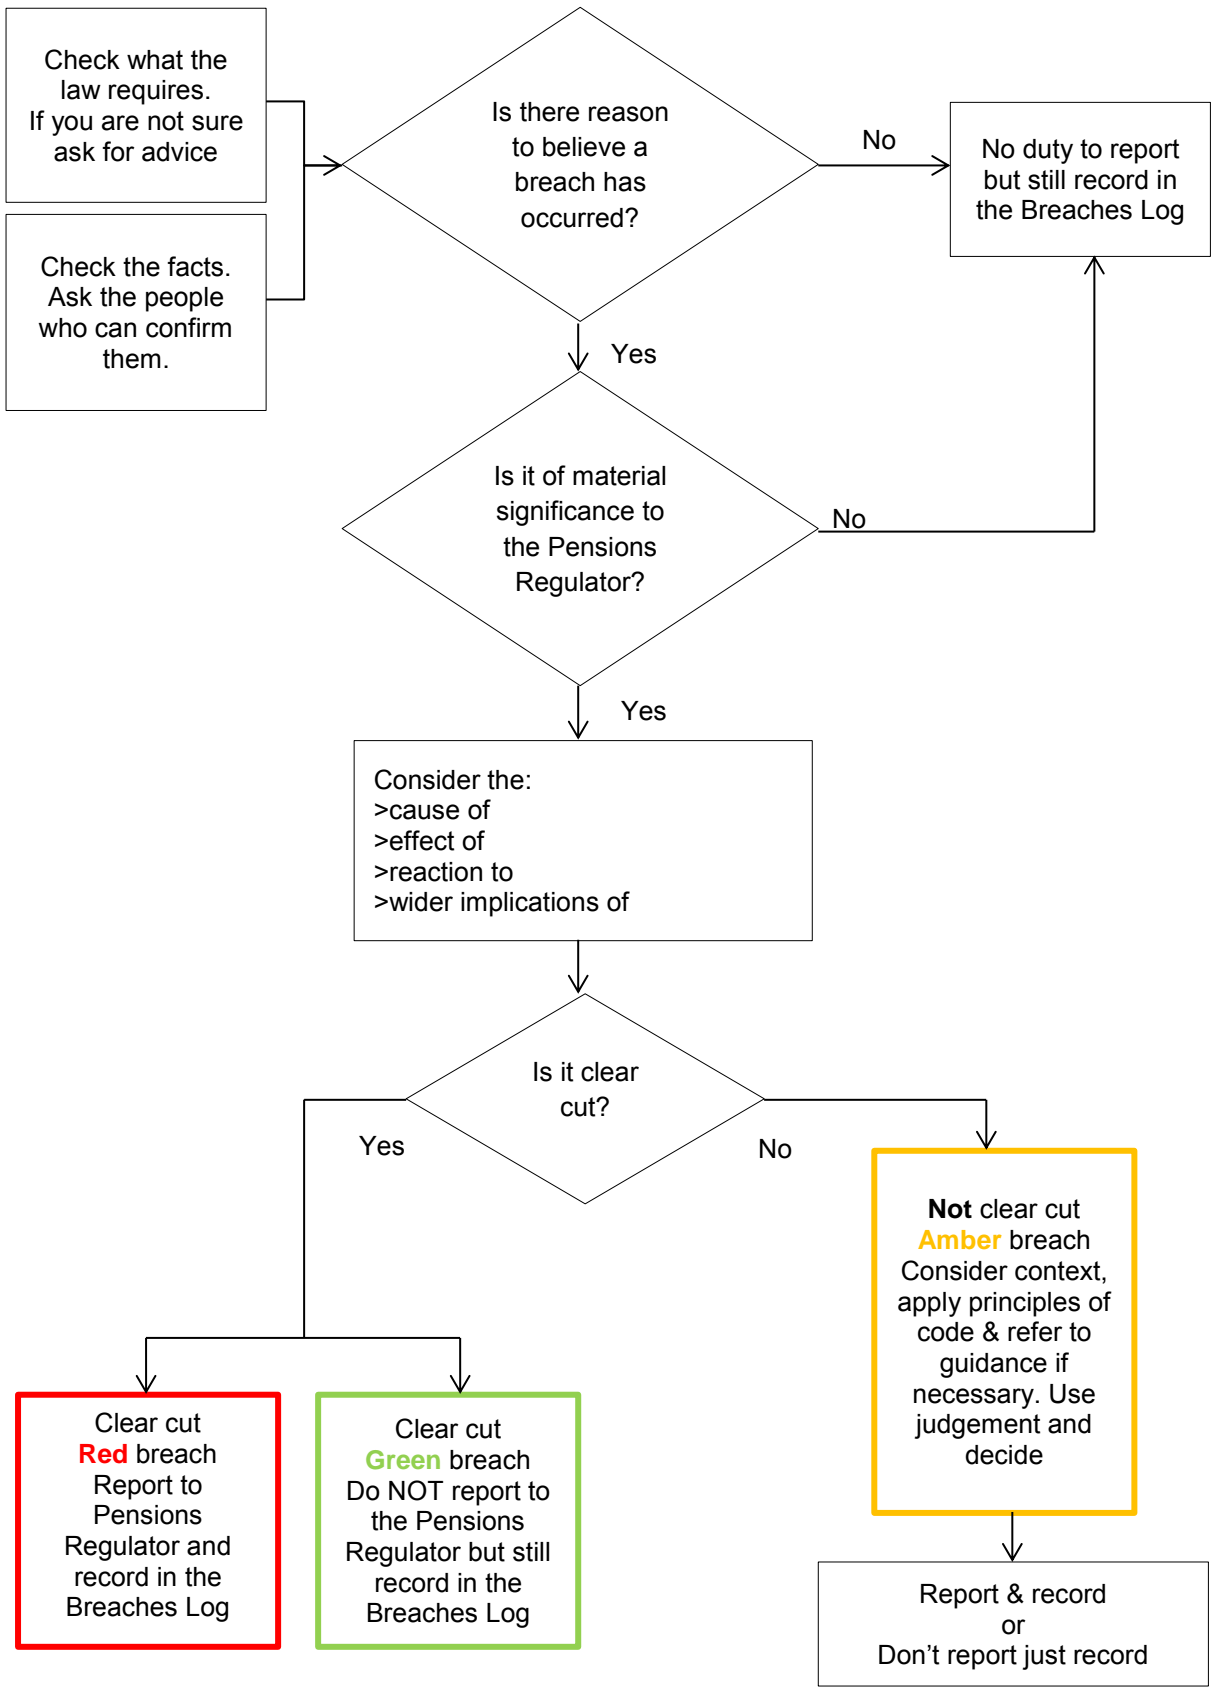 Check what the
law requires.
If you are not sure
ask for advice
Check the facts.
Ask the people
who can confirm
them.
Is there reason
to believe a
breach has
occurred?
No
No duty to report
but still record in
the Breaches Log
Yes
Is it of material
significance to
the Pensions
Regulator?
No
Yes
Consider the:
>cause of
>effect of
>reaction to
>wider implications of
Is it clear
cut?
Yes
No
Not clear cut
Amber breach
Consider context,
apply principles of
code & refer to
guidance if
necessary. Use
judgement and
decide
Clear cut
Red breach
Report to
Pensions
Regulator and
record in the
Breaches Log
Clear cut
Green breach
Do NOT report to
the Pensions
Regulator but still
record in the
Breaches Log
Report & record
or
Don’t report just record